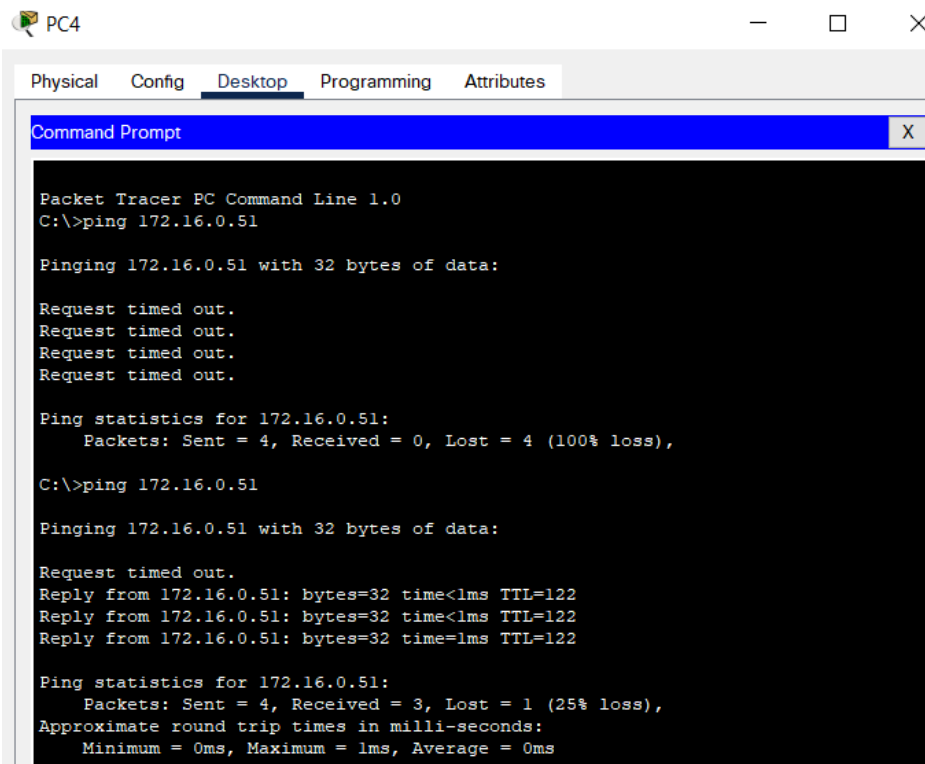 PC4
Physical Config Desktop Programming Attributes
Command Prompt
X
Packet Tracer PC Command Line 1.0
C:\>ping 172.16.0.51
Pinging 172.16.0.51 with 32 bytes of data:
Request timed out.
Request timed out.
Request timed out.
Request timed out.
Ping statistics for 172.16.0.51:
Packets: Sent = 4, Received = 0, Lost = 4 (100% loss),
C:\>ping 172.16.0.51
Pinging 172.16.0.51 with 32 bytes of data:
Request timed out.
Reply from 172.16.0.51: bytes=32 time<1ms TTL=122
Reply from 172.16.0.51: bytes=32 time<1ms TTL=122
Reply from 172.16.0.51: bytes=32 time=1ms TTL=122
Ping statistics for 172.16.0.51:
Packets: Sent = 4, Received = 3, Lost = 1 (25% loss),
Approximate round trip times in milli-seconds:
Minimum = 0ms, Maximum = 1ms, Average = 0ms